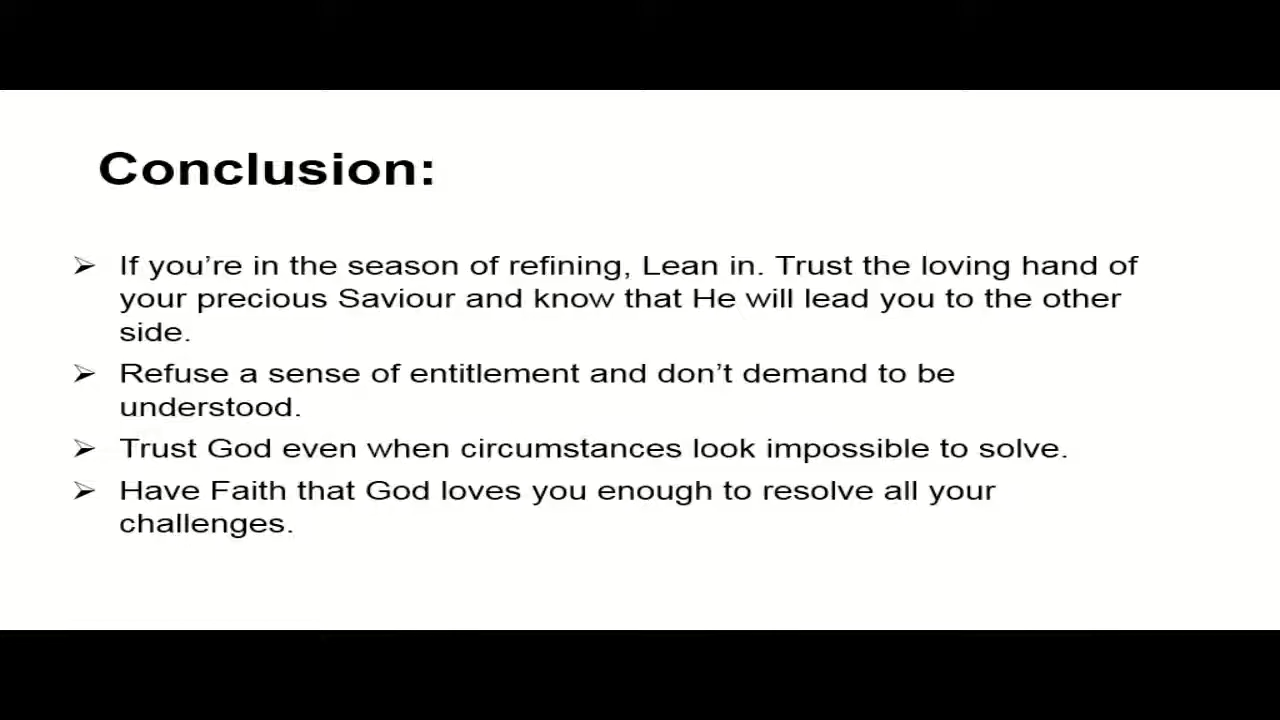 Conclusion:
➢ If you’re in the season of refining, Lean in. Trust the loving hand of
your precious Saviour and know that He will lead you to the other
side.
➢ Refuse a sense of entitlement and don’t demand to be
understood.
➢ Trust God even when circumstances look impossible to solve.
➢ Have Faith that God loves you enough to resolve all your
challenges.